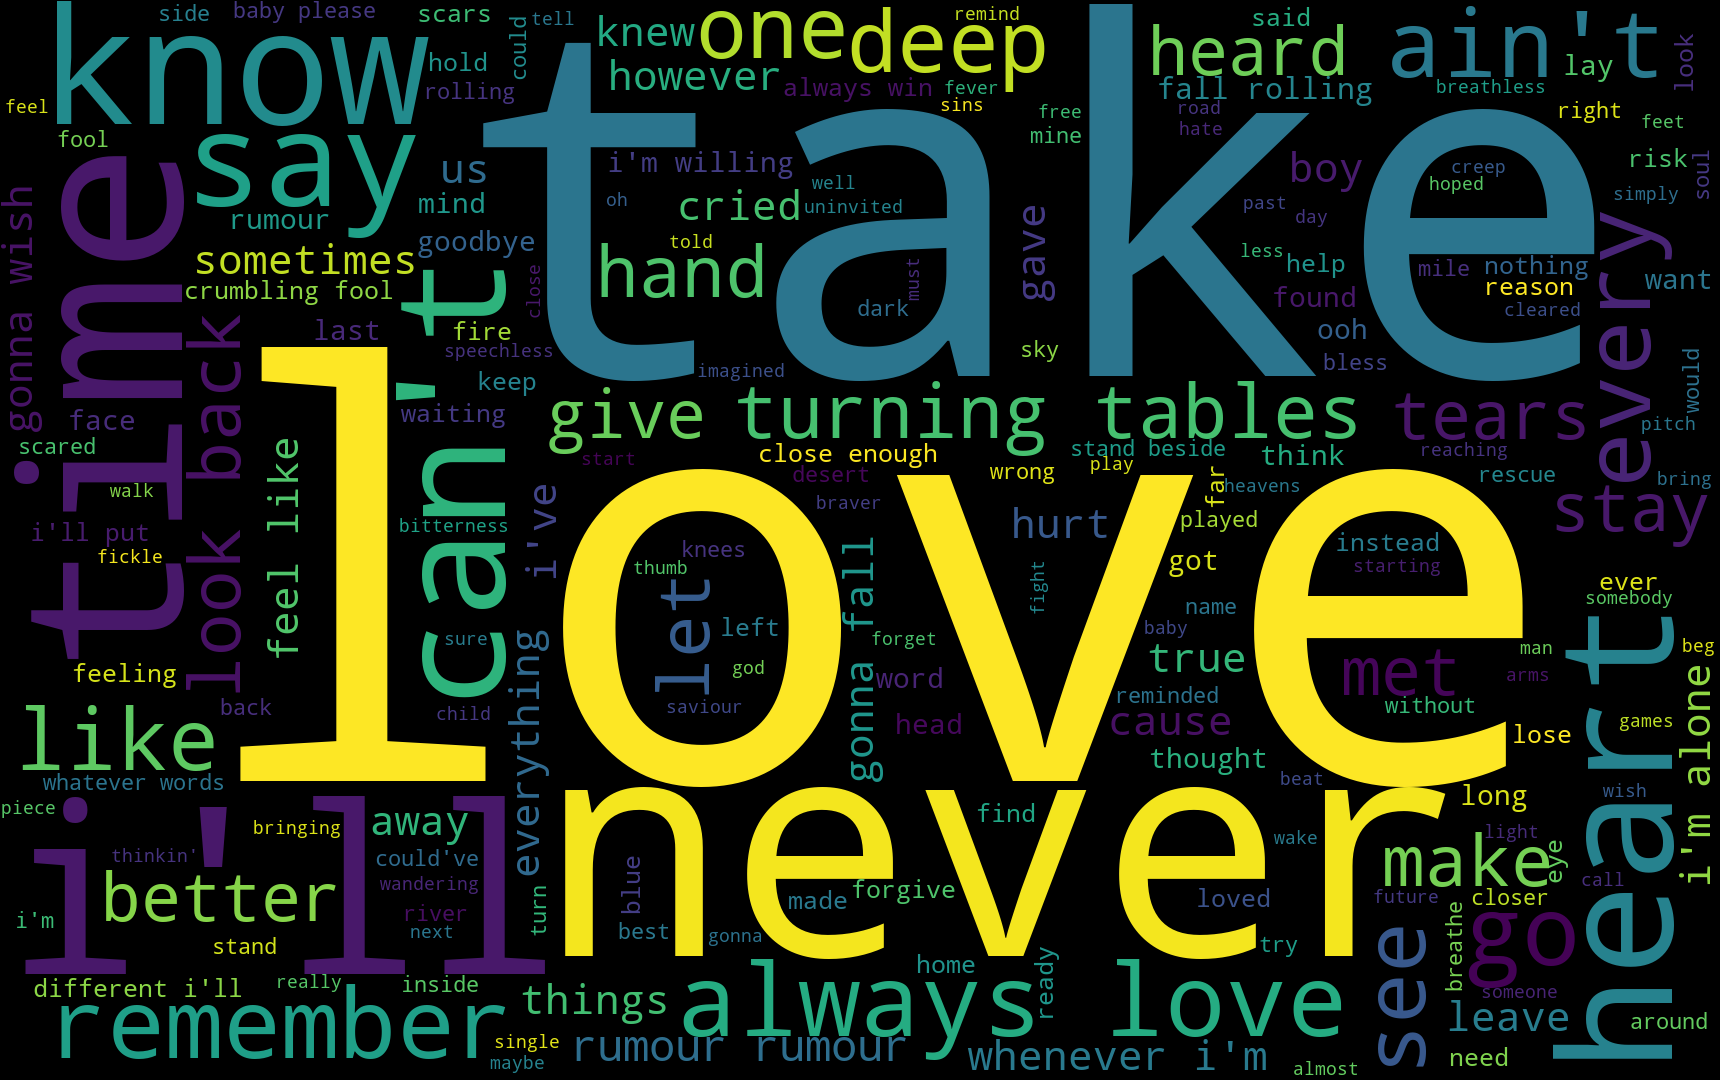 know
side
baby please
scars
could
tell
knew
one
deep
remind
said
heard
ain't
look
hold
rolling
however
always win
fever
sins
fall rolling
breathless
lay
feel
fool
say
take
free
mine
road
hate
right
feet
us
i'm willing
well
oh
uninvited
boy
creep
hoped
risk
simply
soul
time
rumour
mind
goodbye
cried
told
gave
past
day
every
gonna wish
sometimes
crumbling fool
can't
close
hand
dark
must
less
help
found
mile
nothing
reason
cleared
want
look back
last
fire
speechless
imagined
sky
ooh
bless
would
face
waiting
keep
give
turning tables
tears
pitch
scared
feel like
love
start
close enough
desert
wrong
stand beside
play
far
think
heavens
reaching
rescue
bring
walk
i'll put
fickle
bitterness
i've
braver
hurt
played
stay
knees
thumb
let
gonna fall
fight
got
instead
starting
ever
somebody
feeling
sure
everything
left
god
forget
name
baby
true
met
man
beg
heart
like
back
child
saviour
word
head
reminded
cause
without
arms
games
i'm alone
whatever words
thought
lose
piece
i'll
bringing
away
never
find
beat
wake
long
light
wish
thinkin'
better
could've
wandering
river
next
turn
blue
best
made
forgive
gonna
loved
try
make
eye
future
closer
call
i'm
stand
different i'll
really
inside
remember
things
single
maybe
rumour rumour
home
always love
ready
whenever i'm
see
breathe
go
someone
leave
need
almost
around